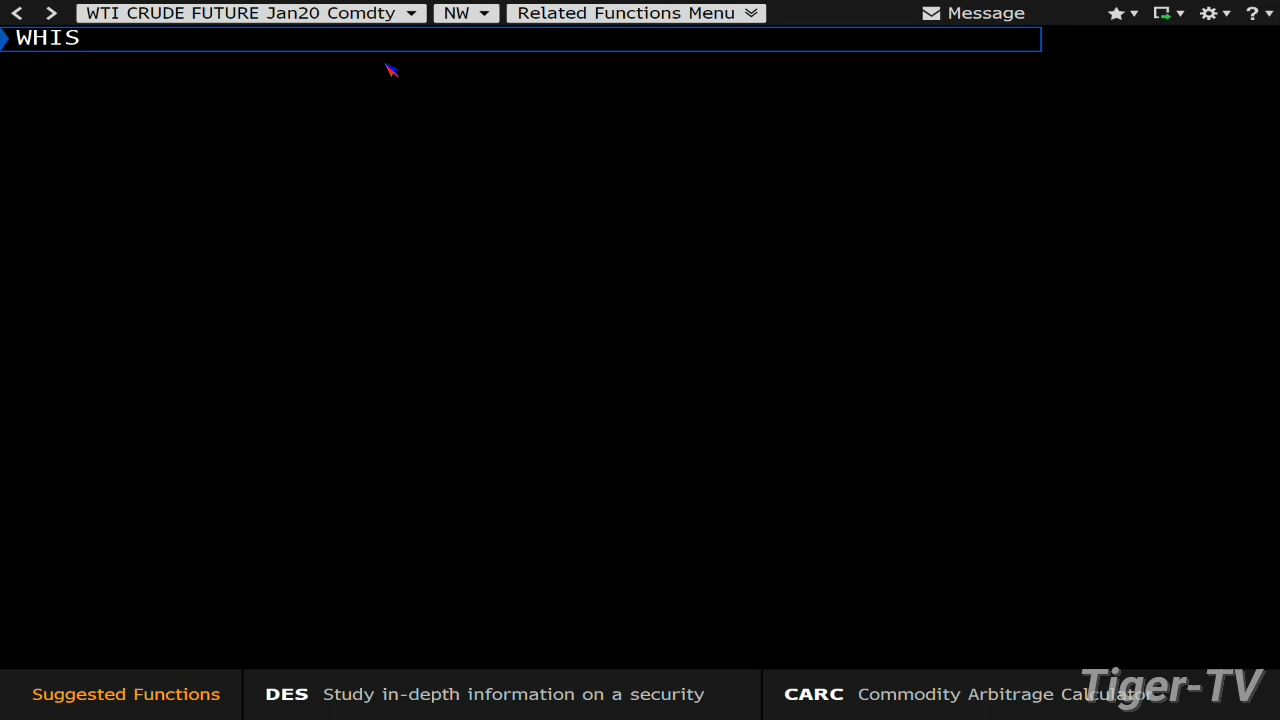 WTI CRUDE FUTURE Jan20 Comdty NW Related Functions Menu Message ?
WHIS
Suggested Functions DES Study in-depth information on a security CARC Commodity Arbitrage Calculator
Tiger-TV